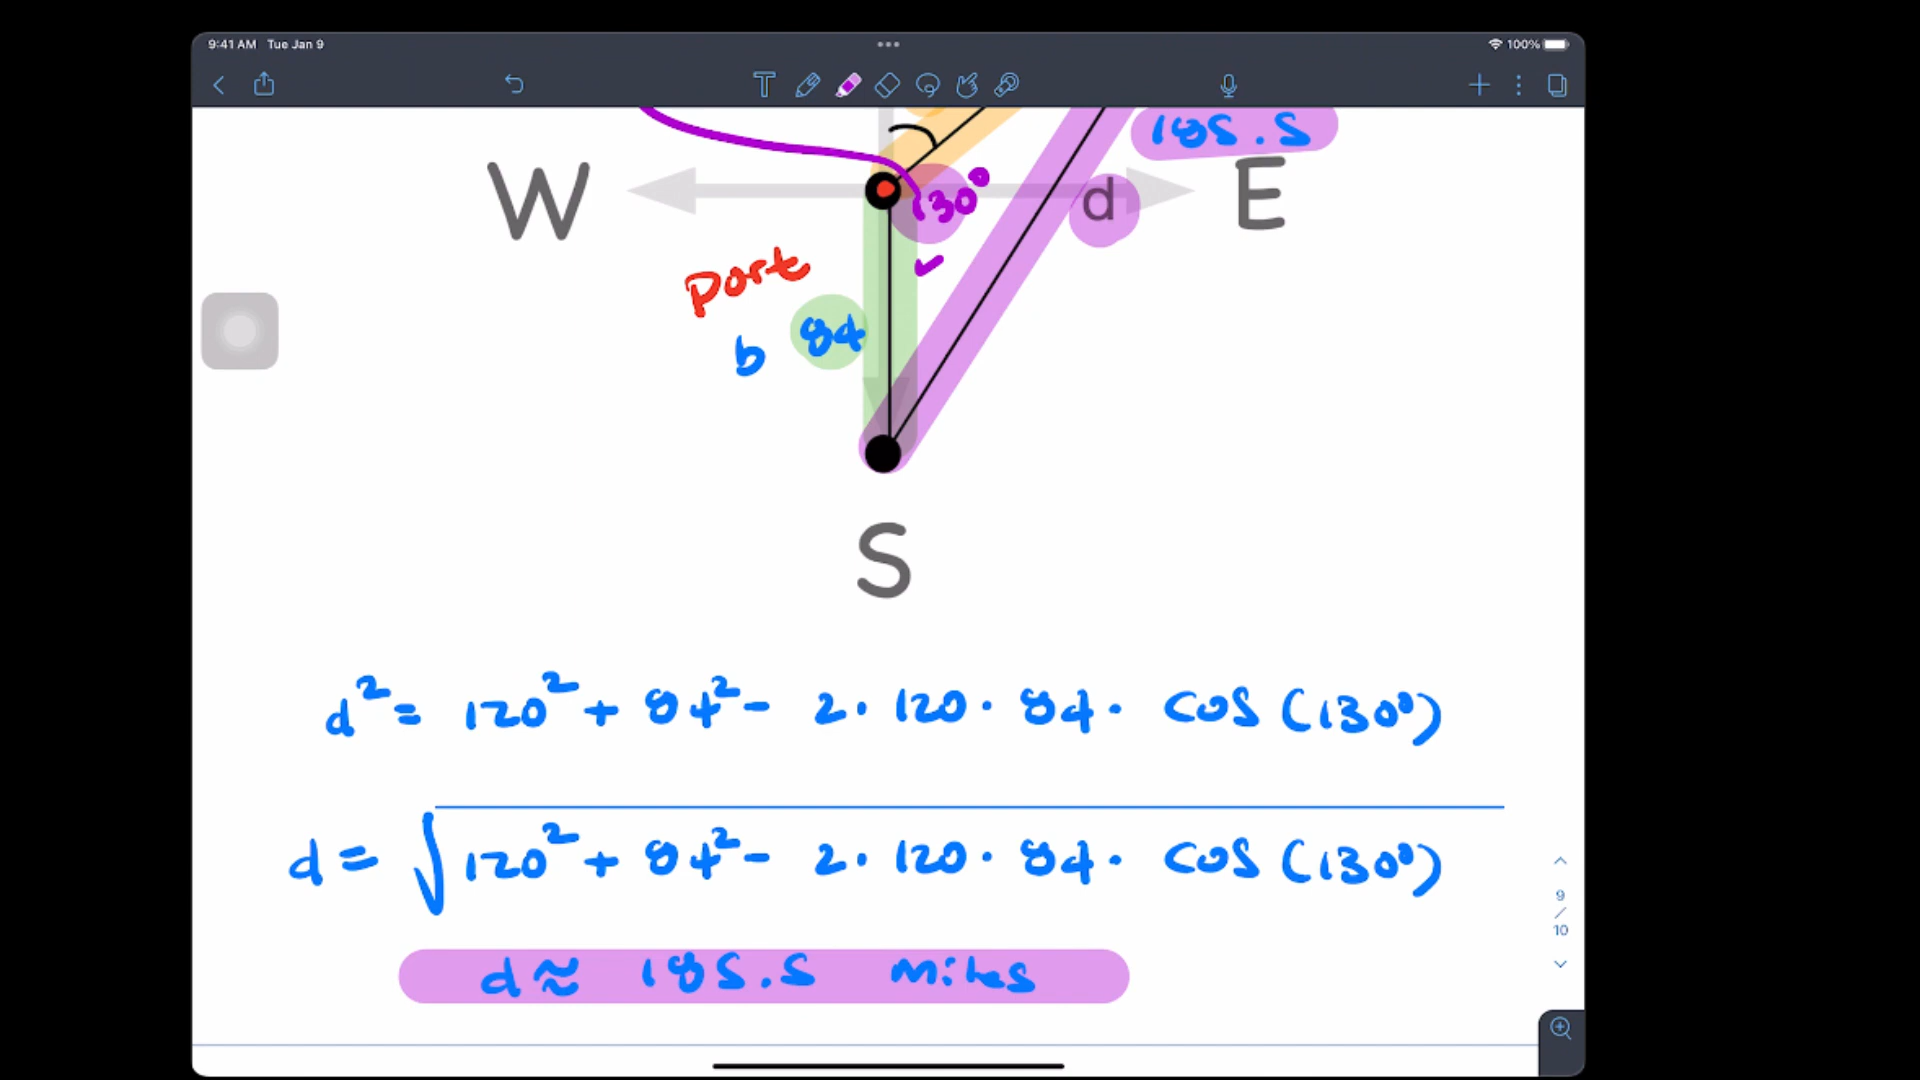 9:41 AM Tue Jan 9
100%
185.5
W
130°
d
E
Port
b 84
S
d² = 120² + 84² - 2 · 120 · 84 · cos (130°)
d = √120² + 84² - 2 · 120 · 84 · cos (130°)
9
/
10
d ≈ 185.5 miles